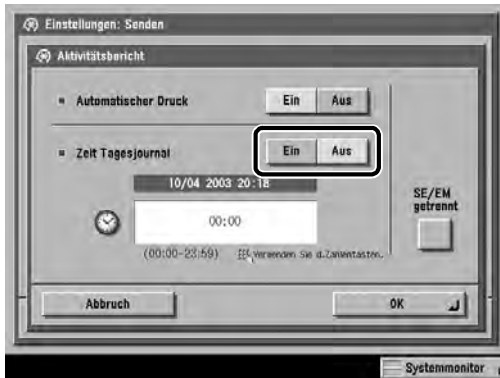 Einstellungen: Senden
Aktivitätsbericht
Automatischer Druck Ein Aus
Zeit Tagesjournal Ein Aus
10/04 2003 20:18
SE/EM
getrennt
00:00
(00:00-23:59) Verwenden Sie d.Zahlentasten.
Abbruch OK
Systemmonitor